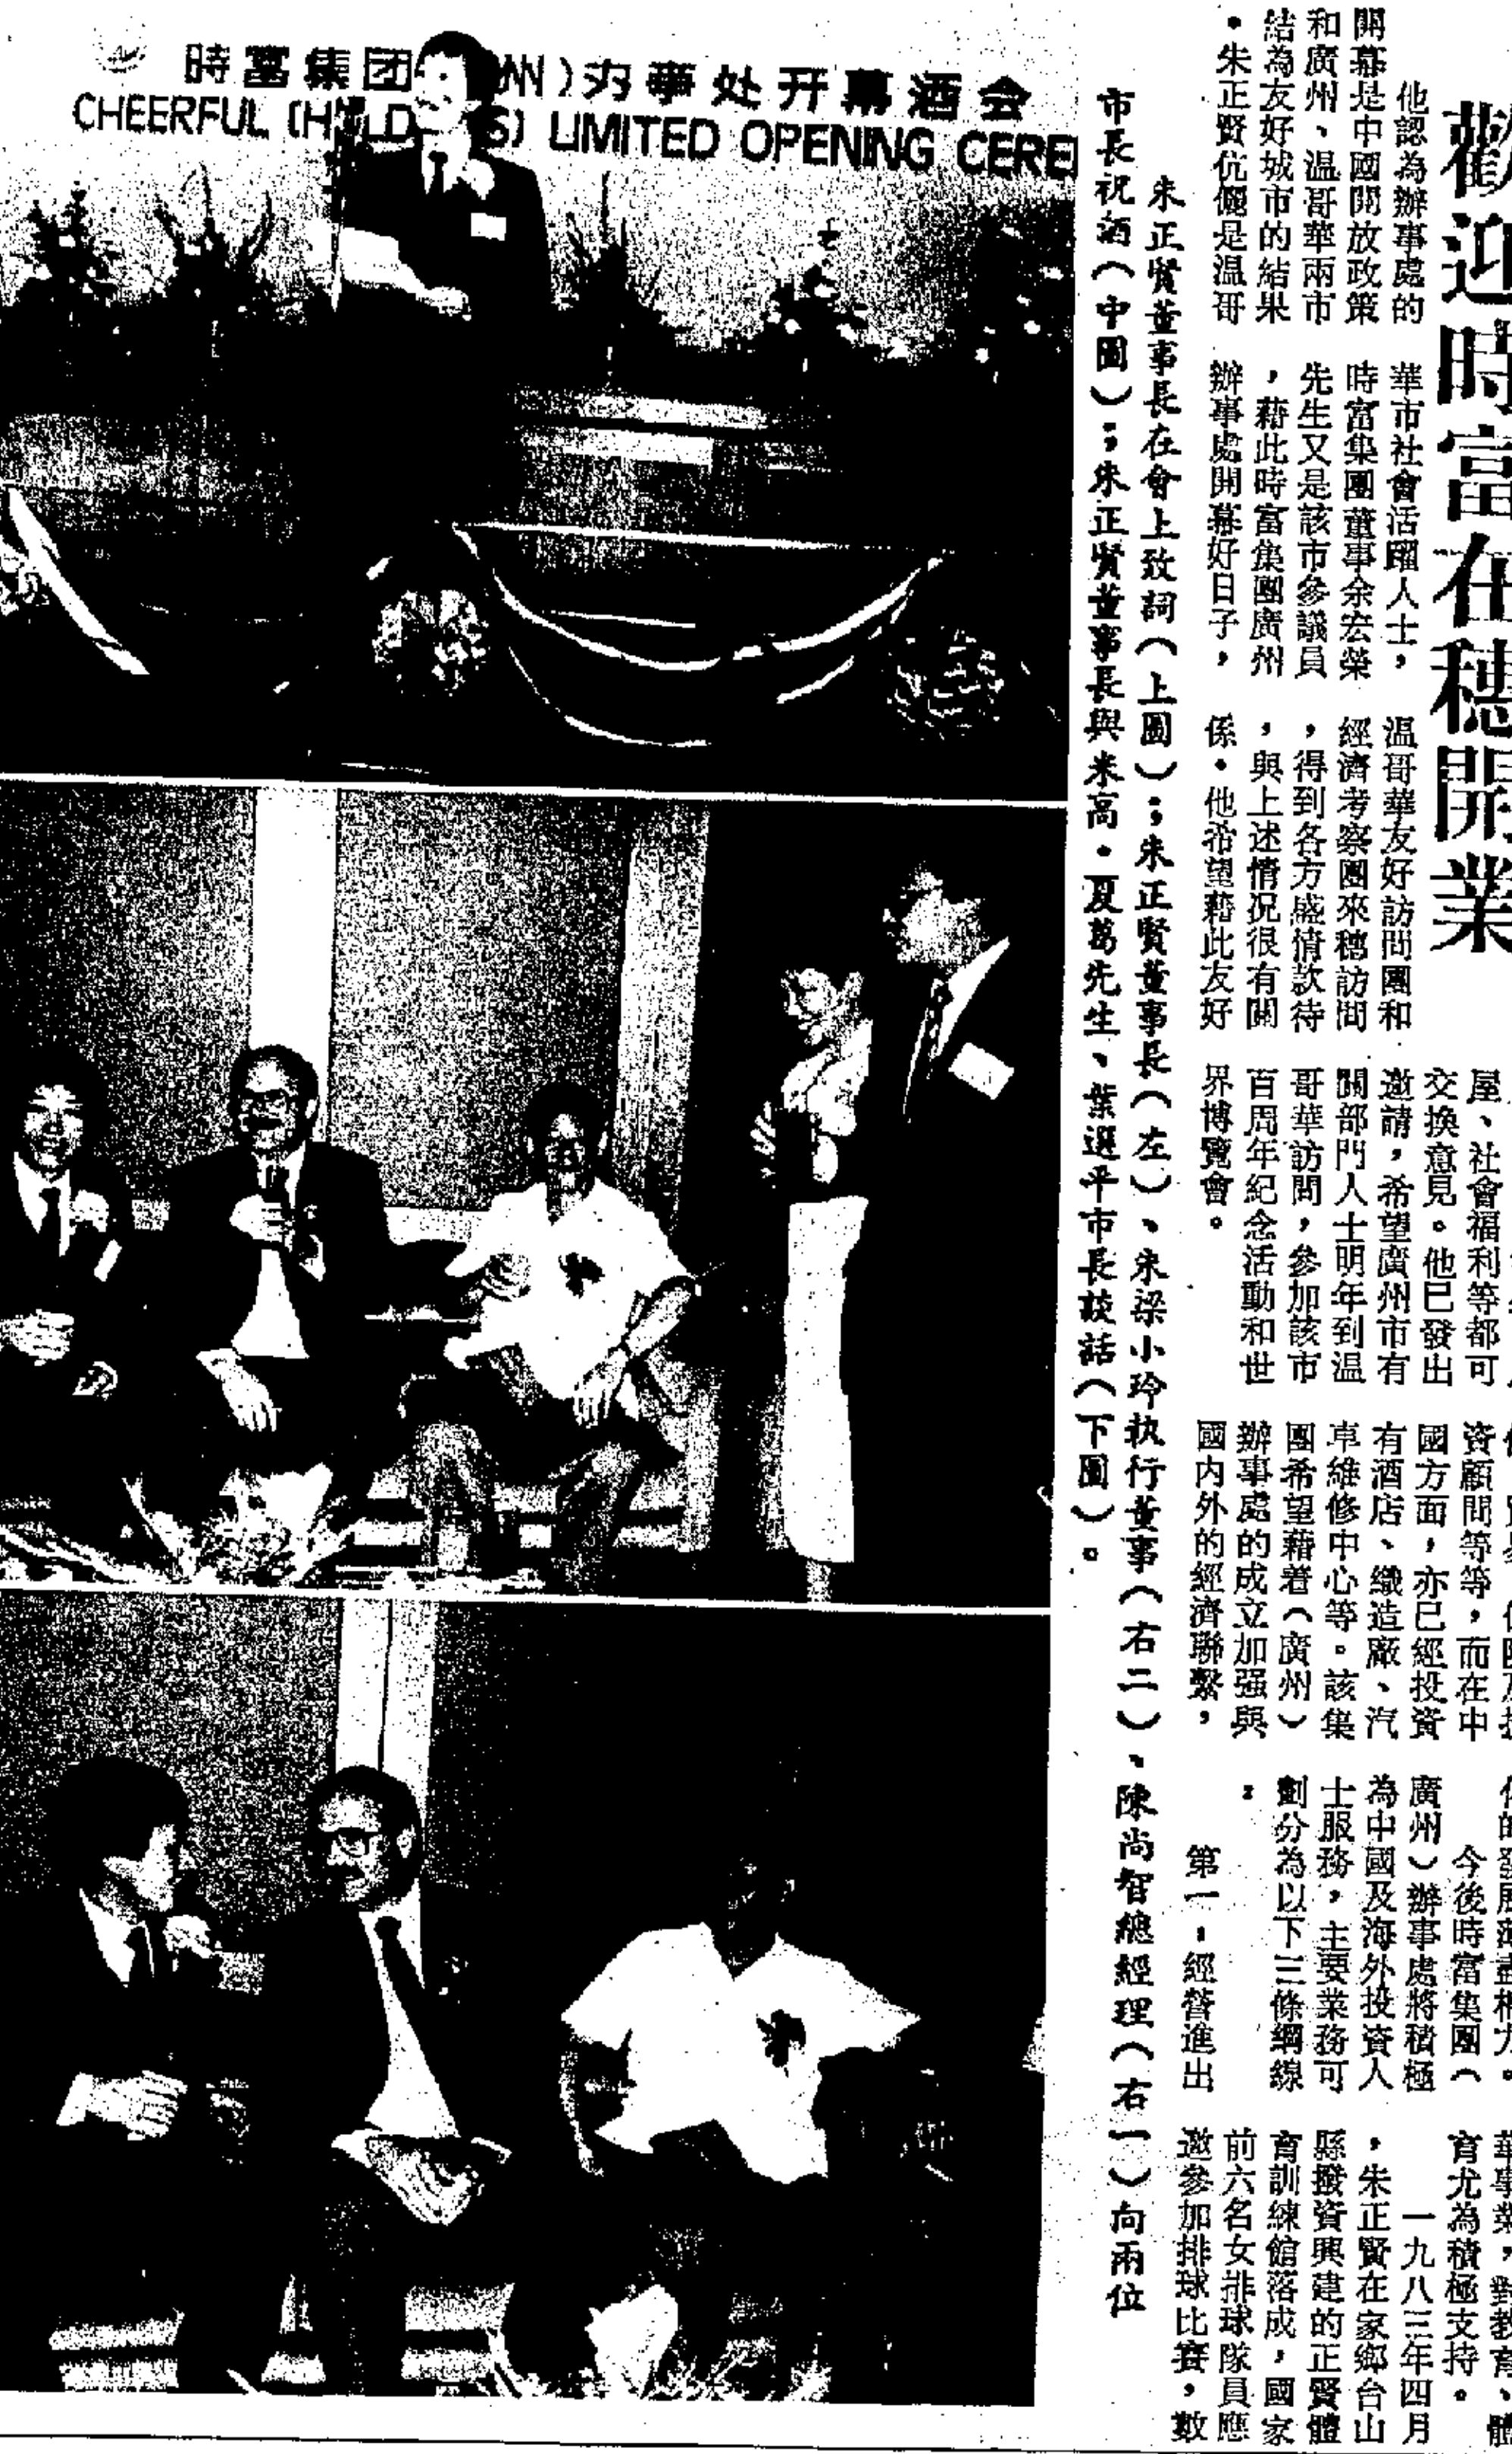 歡迎時富在穗開業
他認為辦事處的
開幕是中國開放政策
和廣州、温哥華兩市
結為友好城市的結果
。朱正賢伉儷是温哥
華市社會活躍人士，
時富集團董事余宏榮
先生又是該市參議員
，藉此時富集團廣州
辦事處開幕好日子，
温哥華友好訪問團和
經濟考察團來穗訪問
，得到各方盛情款待
，與上述情况很有關
係。他希望藉此友好
屋、社會福利等都可
交換意見。他已發出
邀請，希望廣州市有
關部門人士明年到温
哥華訪問，參加該市
百周年紀念活動和世
界博覽會。
資顧問等等，而在中
國方面，亦已經投資
有酒店、織造廠、汽
車維修中心等。該集
團希望藉着（廣州）
辦事處的成立加强與
國內外的經濟聯繫，
今後時富集團（
廣州）辦事處將積極
為中國及海外投資人
士服務，主要業務可
劃分為以下三條綱線
：
第一，經營進出
育尤為積極支持。
一九八三年四月
，朱正賢在家鄉台山
縣撥資興建的正賢體
育訓練館落成，國家
前六名女排球隊員應
邀參加排球比賽，數
朱正賢董事長在會上致詞（上圖）；朱正賢董事長（左）、朱梁小玲执行董事（右二）、陳尚智總經理（右一）向兩位
市長祝酒（中圖）；朱正賢董事長與米高·夏葛先生、葉選平市長談話（下圖）。
時富集团 州）办事处开幕酒会
CHEERFUL (H LD S) LIMITED OPENING CERE